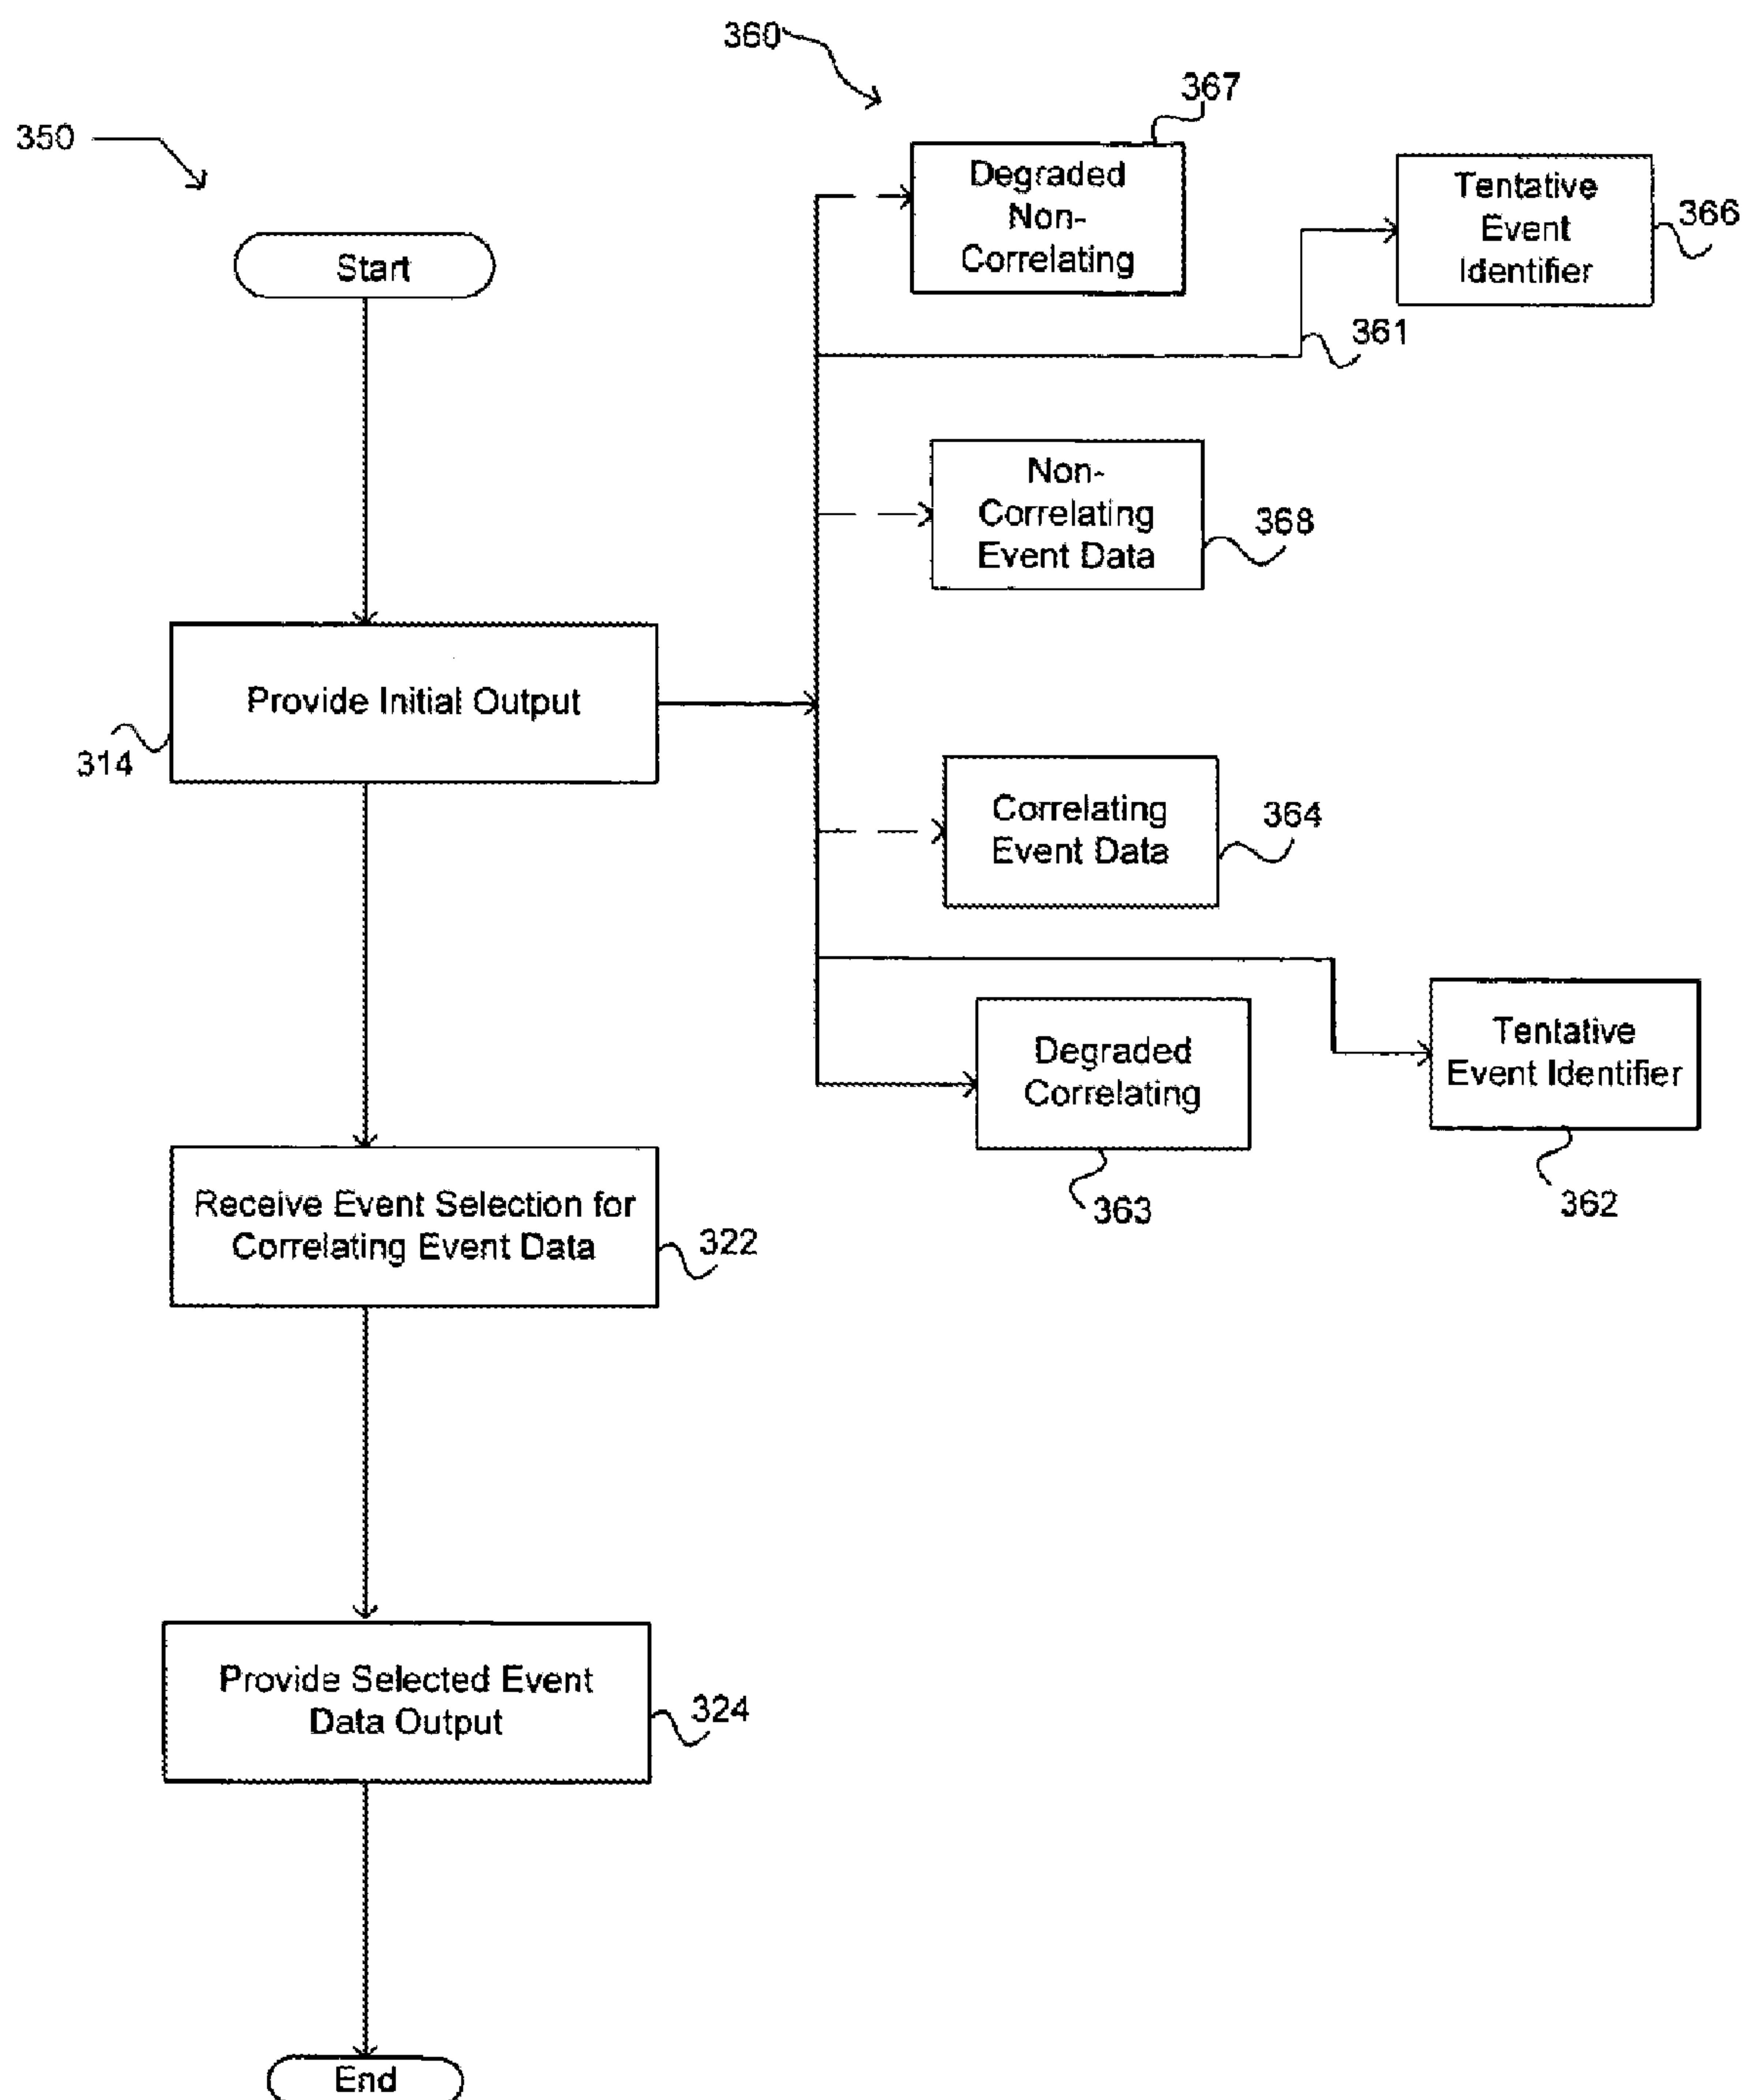 360
367
350
Degraded
Non-
Correlating
Tentative
Event
Identifier
366
Start
361
Non-
Correlating
Event Data
368
Provide Initial Output
314
Correlating
Event Data
364
Degraded
Correlating
Tentative
Event Identifier
363
362
Receive Event Selection for
Correlating Event Data
322
Provide Selected Event
Data Output
324
End